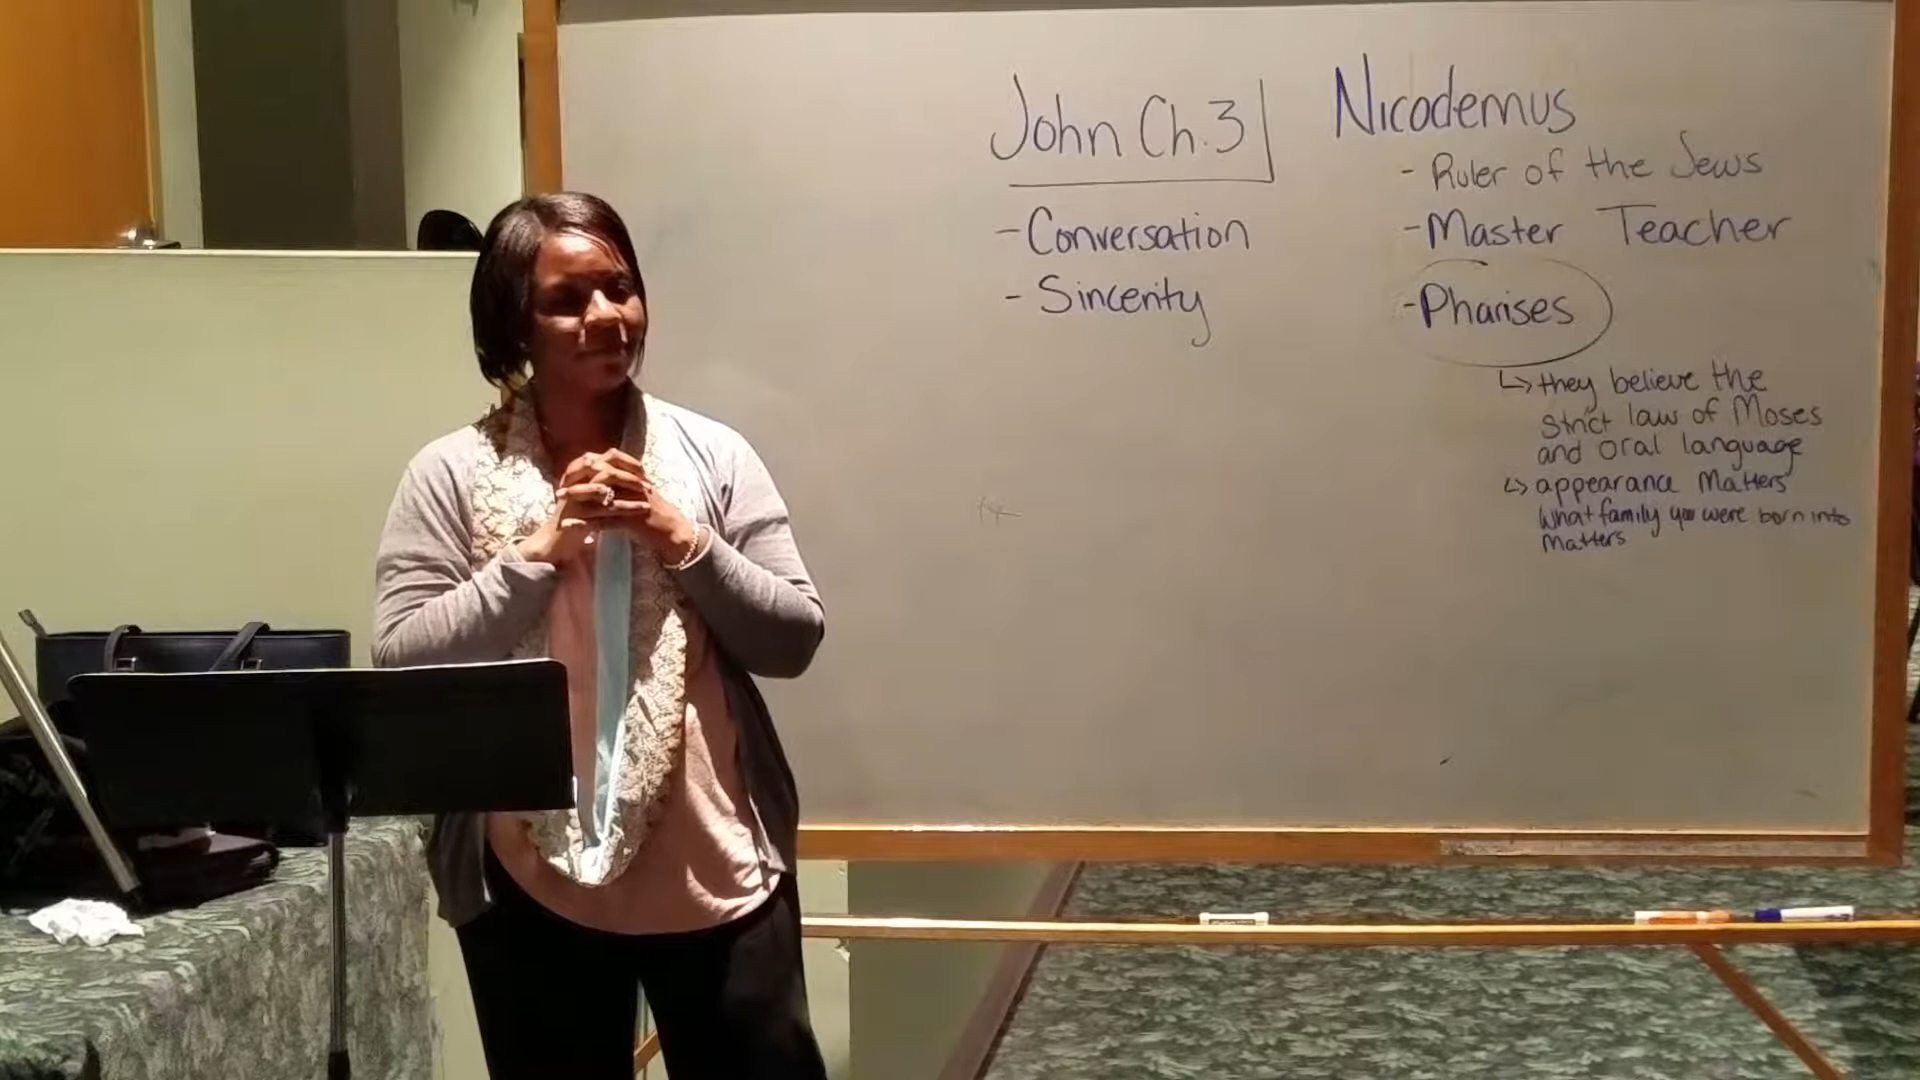 John Ch.3
- Conversation
- Sincerity
Nicodemus
- Ruler of the Jews
- Master Teacher
- Pharises
↳ they believe the
strict law of Moses
and oral language
↳ appearance Matters
What family you were born into
Matters